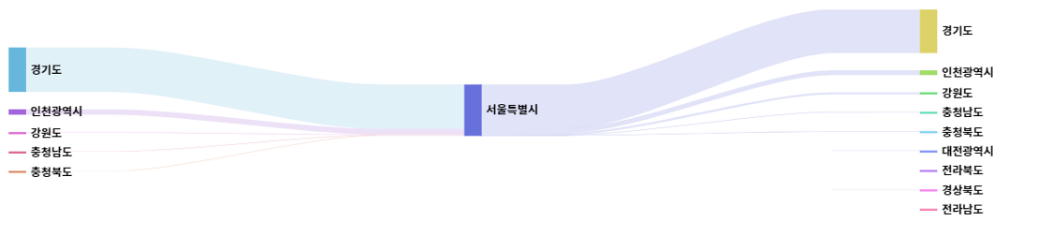 경기도
인천광역시
강원도
충청남도
충청북도
서울특별시
경기도
인천광역시
강원도
충청남도
충청북도
대전광역시
전라북도
경상북도
전라남도